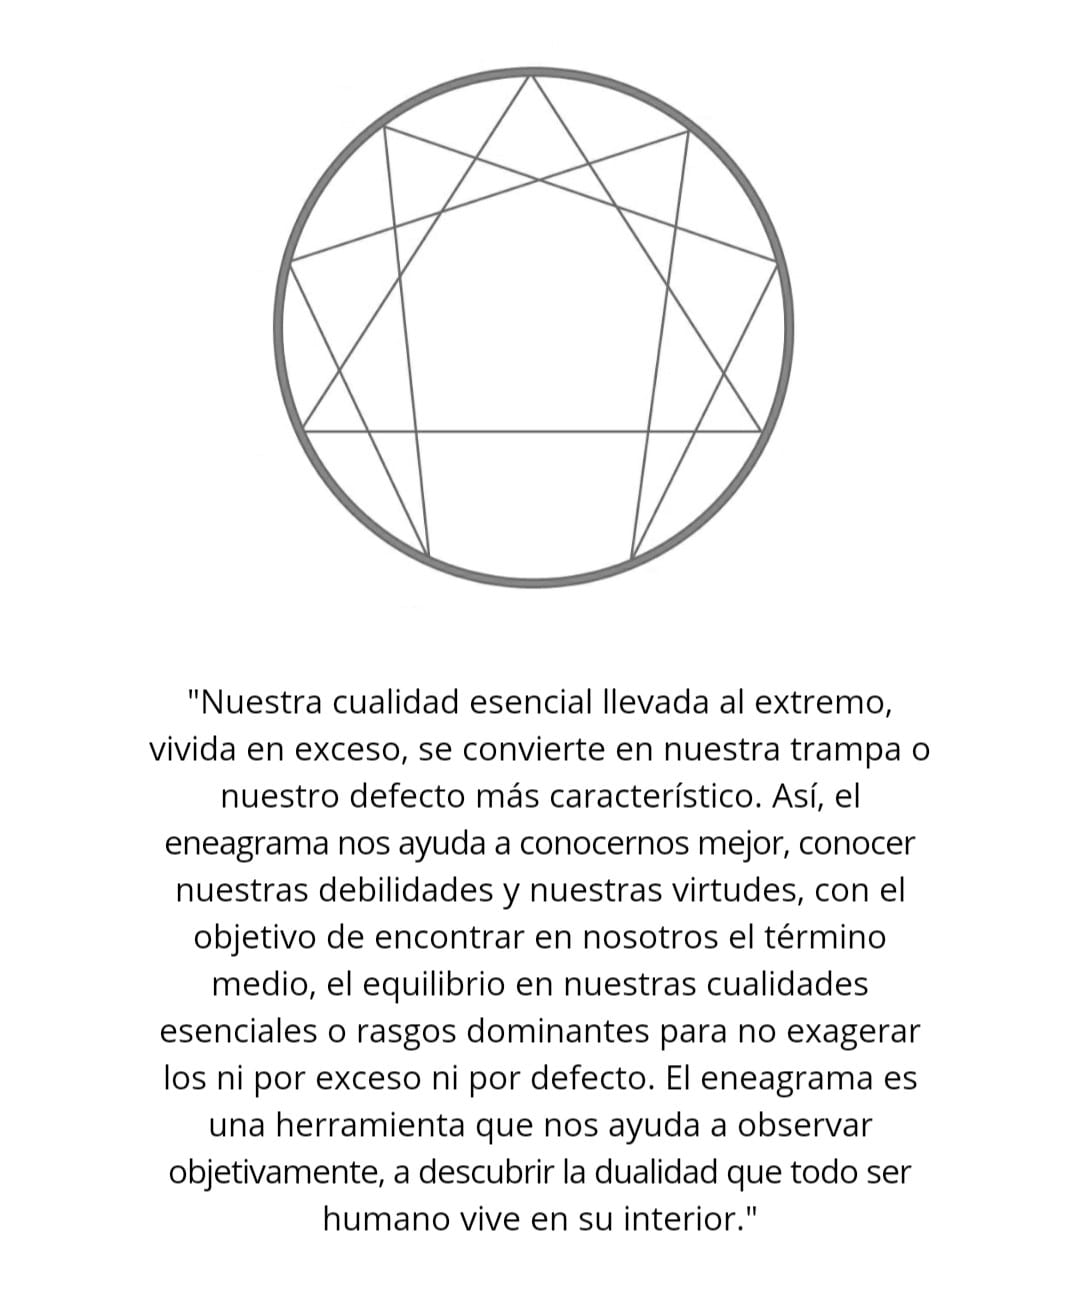 "Nuestra cualidad esencial llevada al extremo,
vivida en exceso, se convierte en nuestra trampa o
nuestro defecto más característico. Así, el
eneagrama nos ayuda a conocernos mejor, conocer
nuestras debilidades y nuestras virtudes, con el
objetivo de encontrar en nosotros el término
medio, el equilibrio en nuestras cualidades
esenciales o rasgos dominantes para no exagerar
los ni por exceso ni por defecto. El eneagrama es
una herramienta que nos ayuda a observar
objetivamente, a descubrir la dualidad que todo ser
humano vive en su interior."